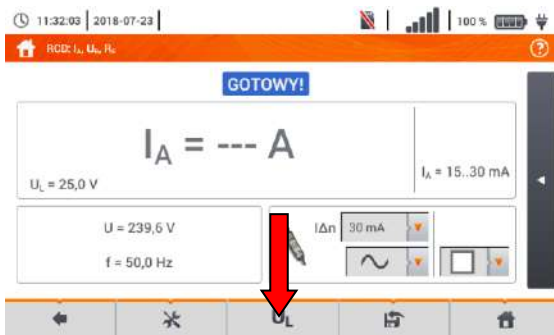 11:32:03 2018-07-23 100 %
RCD: IA, UB, RE
GOTOWY!
IA = --- A
IA = 15..30 mA
UL = 25,0 V
U = 239,6 V
f = 50,0 Hz
IΔn 30 mA
UL